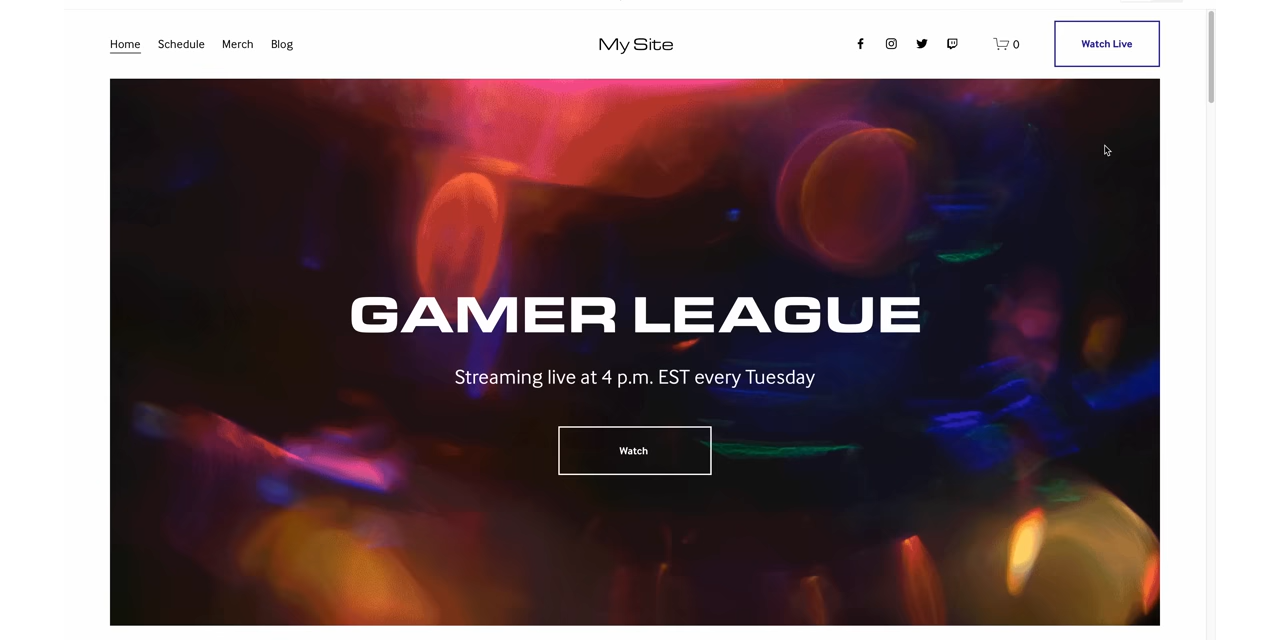 Home Schedule Merch Blog My Site 0 Watch Live
GAMER LEAGUE
Streaming live at 4 p.m. EST every Tuesday
Watch